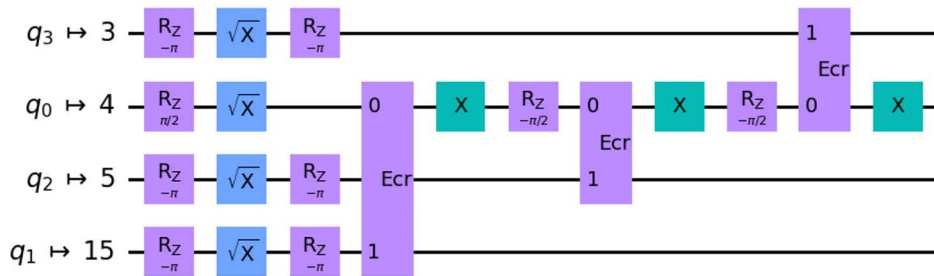 q₃ ↦ 3 R_Z −π √X R_Z −π 1 Ecr
q₀ ↦ 4 R_Z π/2 √X 0 X R_Z −π/2 0 X R_Z −π/2 0 X
q₂ ↦ 5 R_Z −π √X R_Z −π Ecr 1 Ecr
q₁ ↦ 15 R_Z −π √X R_Z −π 1